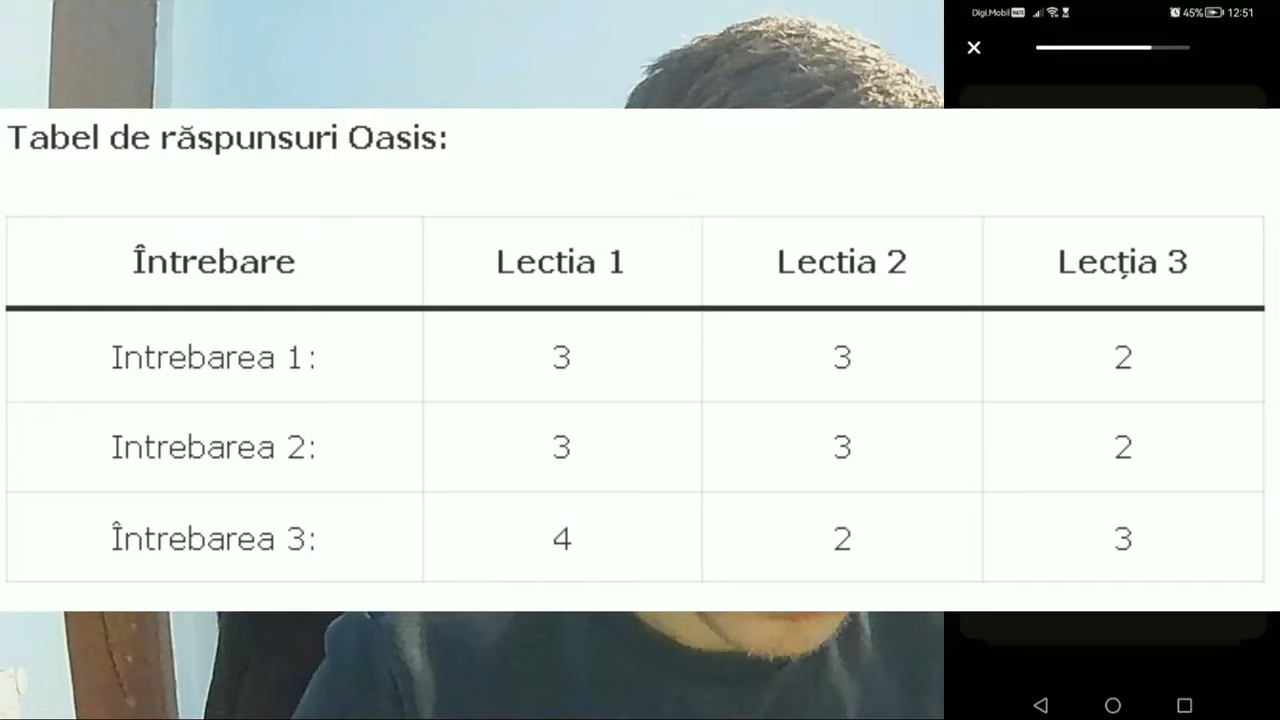 Digi.Mobil 45% 12:51
Tabel de răspunsuri Oasis:
Întrebare Lectia 1 Lectia 2 Lecția 3
Intrebarea 1: 3 3 2
Intrebarea 2: 3 3 2
Întrebarea 3: 4 2 3